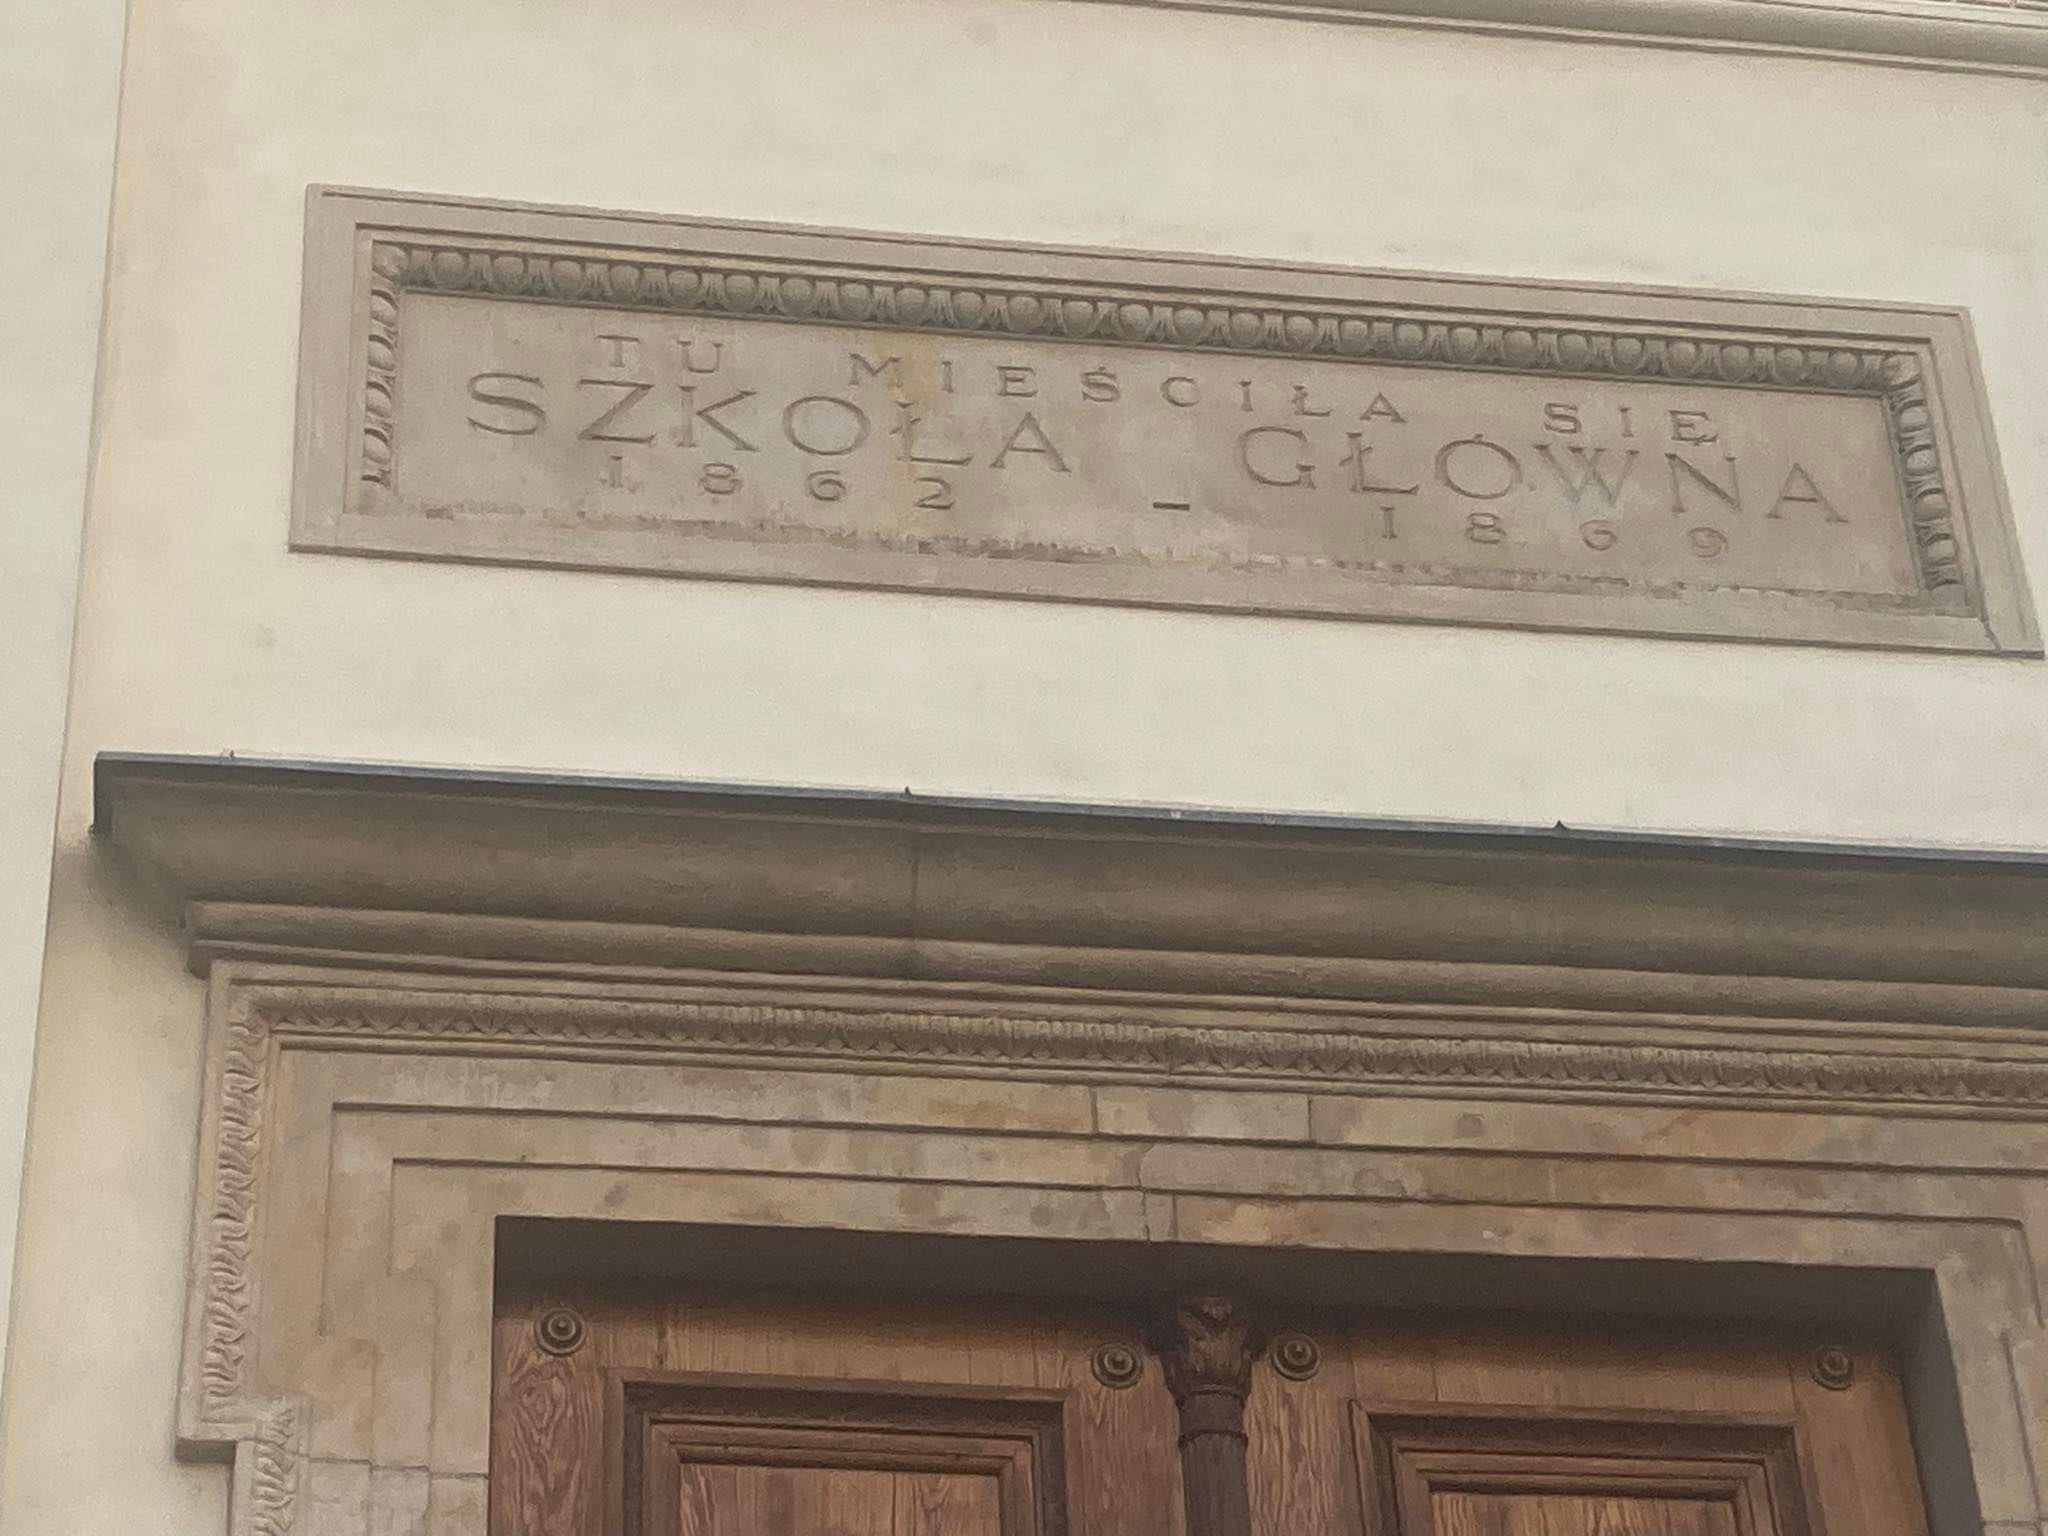 TU MIEŚCIŁA SIĘ
SZKOŁA GŁÓWNA
1862 - 1869